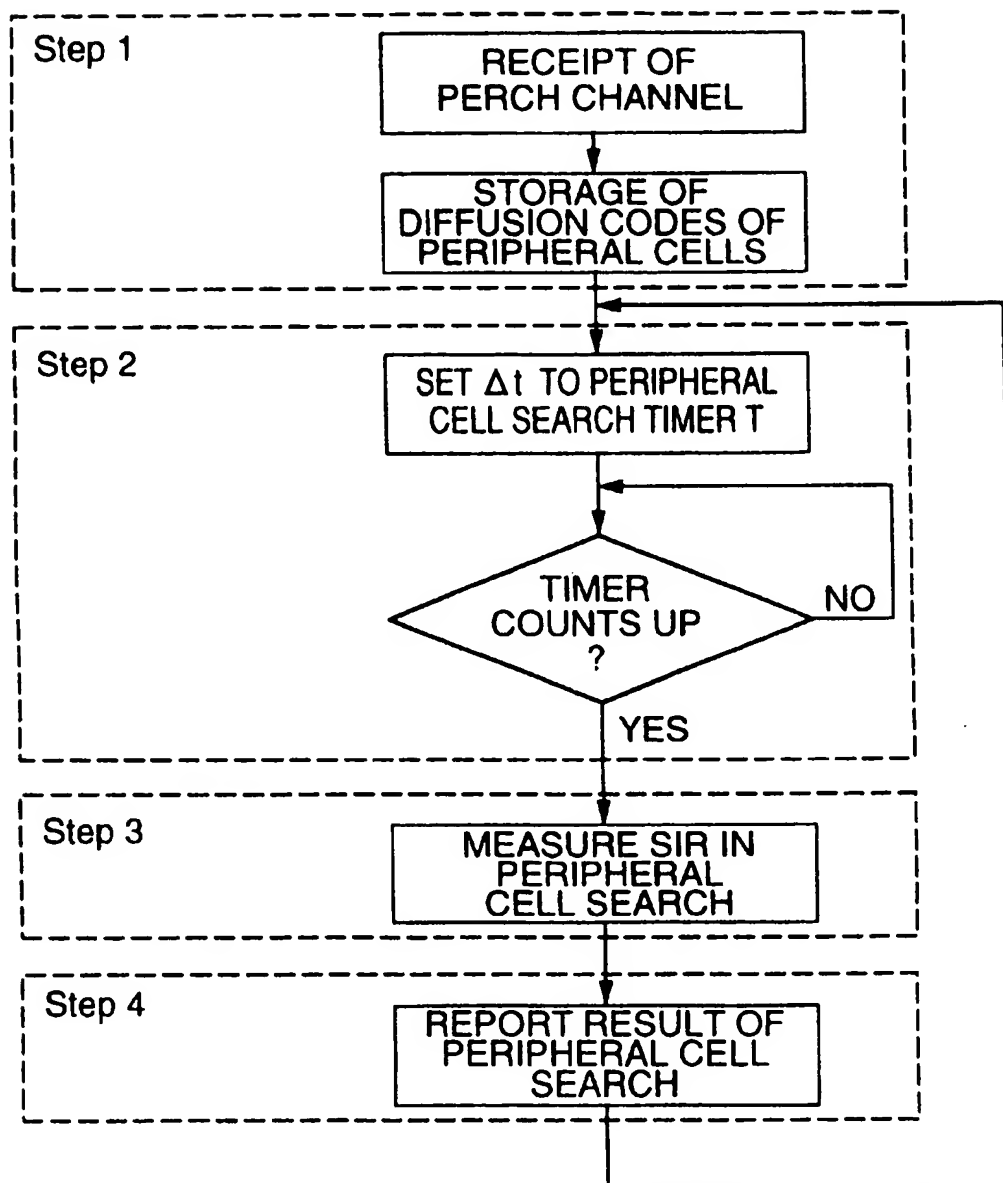 Step 1
RECEIPT OF
PERCH CHANNEL
STORAGE OF
DIFFUSION CODES OF
PERIPHERAL CELLS
Step 2
SET Δt TO PERIPHERAL
CELL SEARCH TIMER T
TIMER
COUNTS UP
?
NO
YES
Step 3
MEASURE SIR IN
PERIPHERAL
CELL SEARCH
Step 4
REPORT RESULT OF
PERIPHERAL CELL
SEARCH